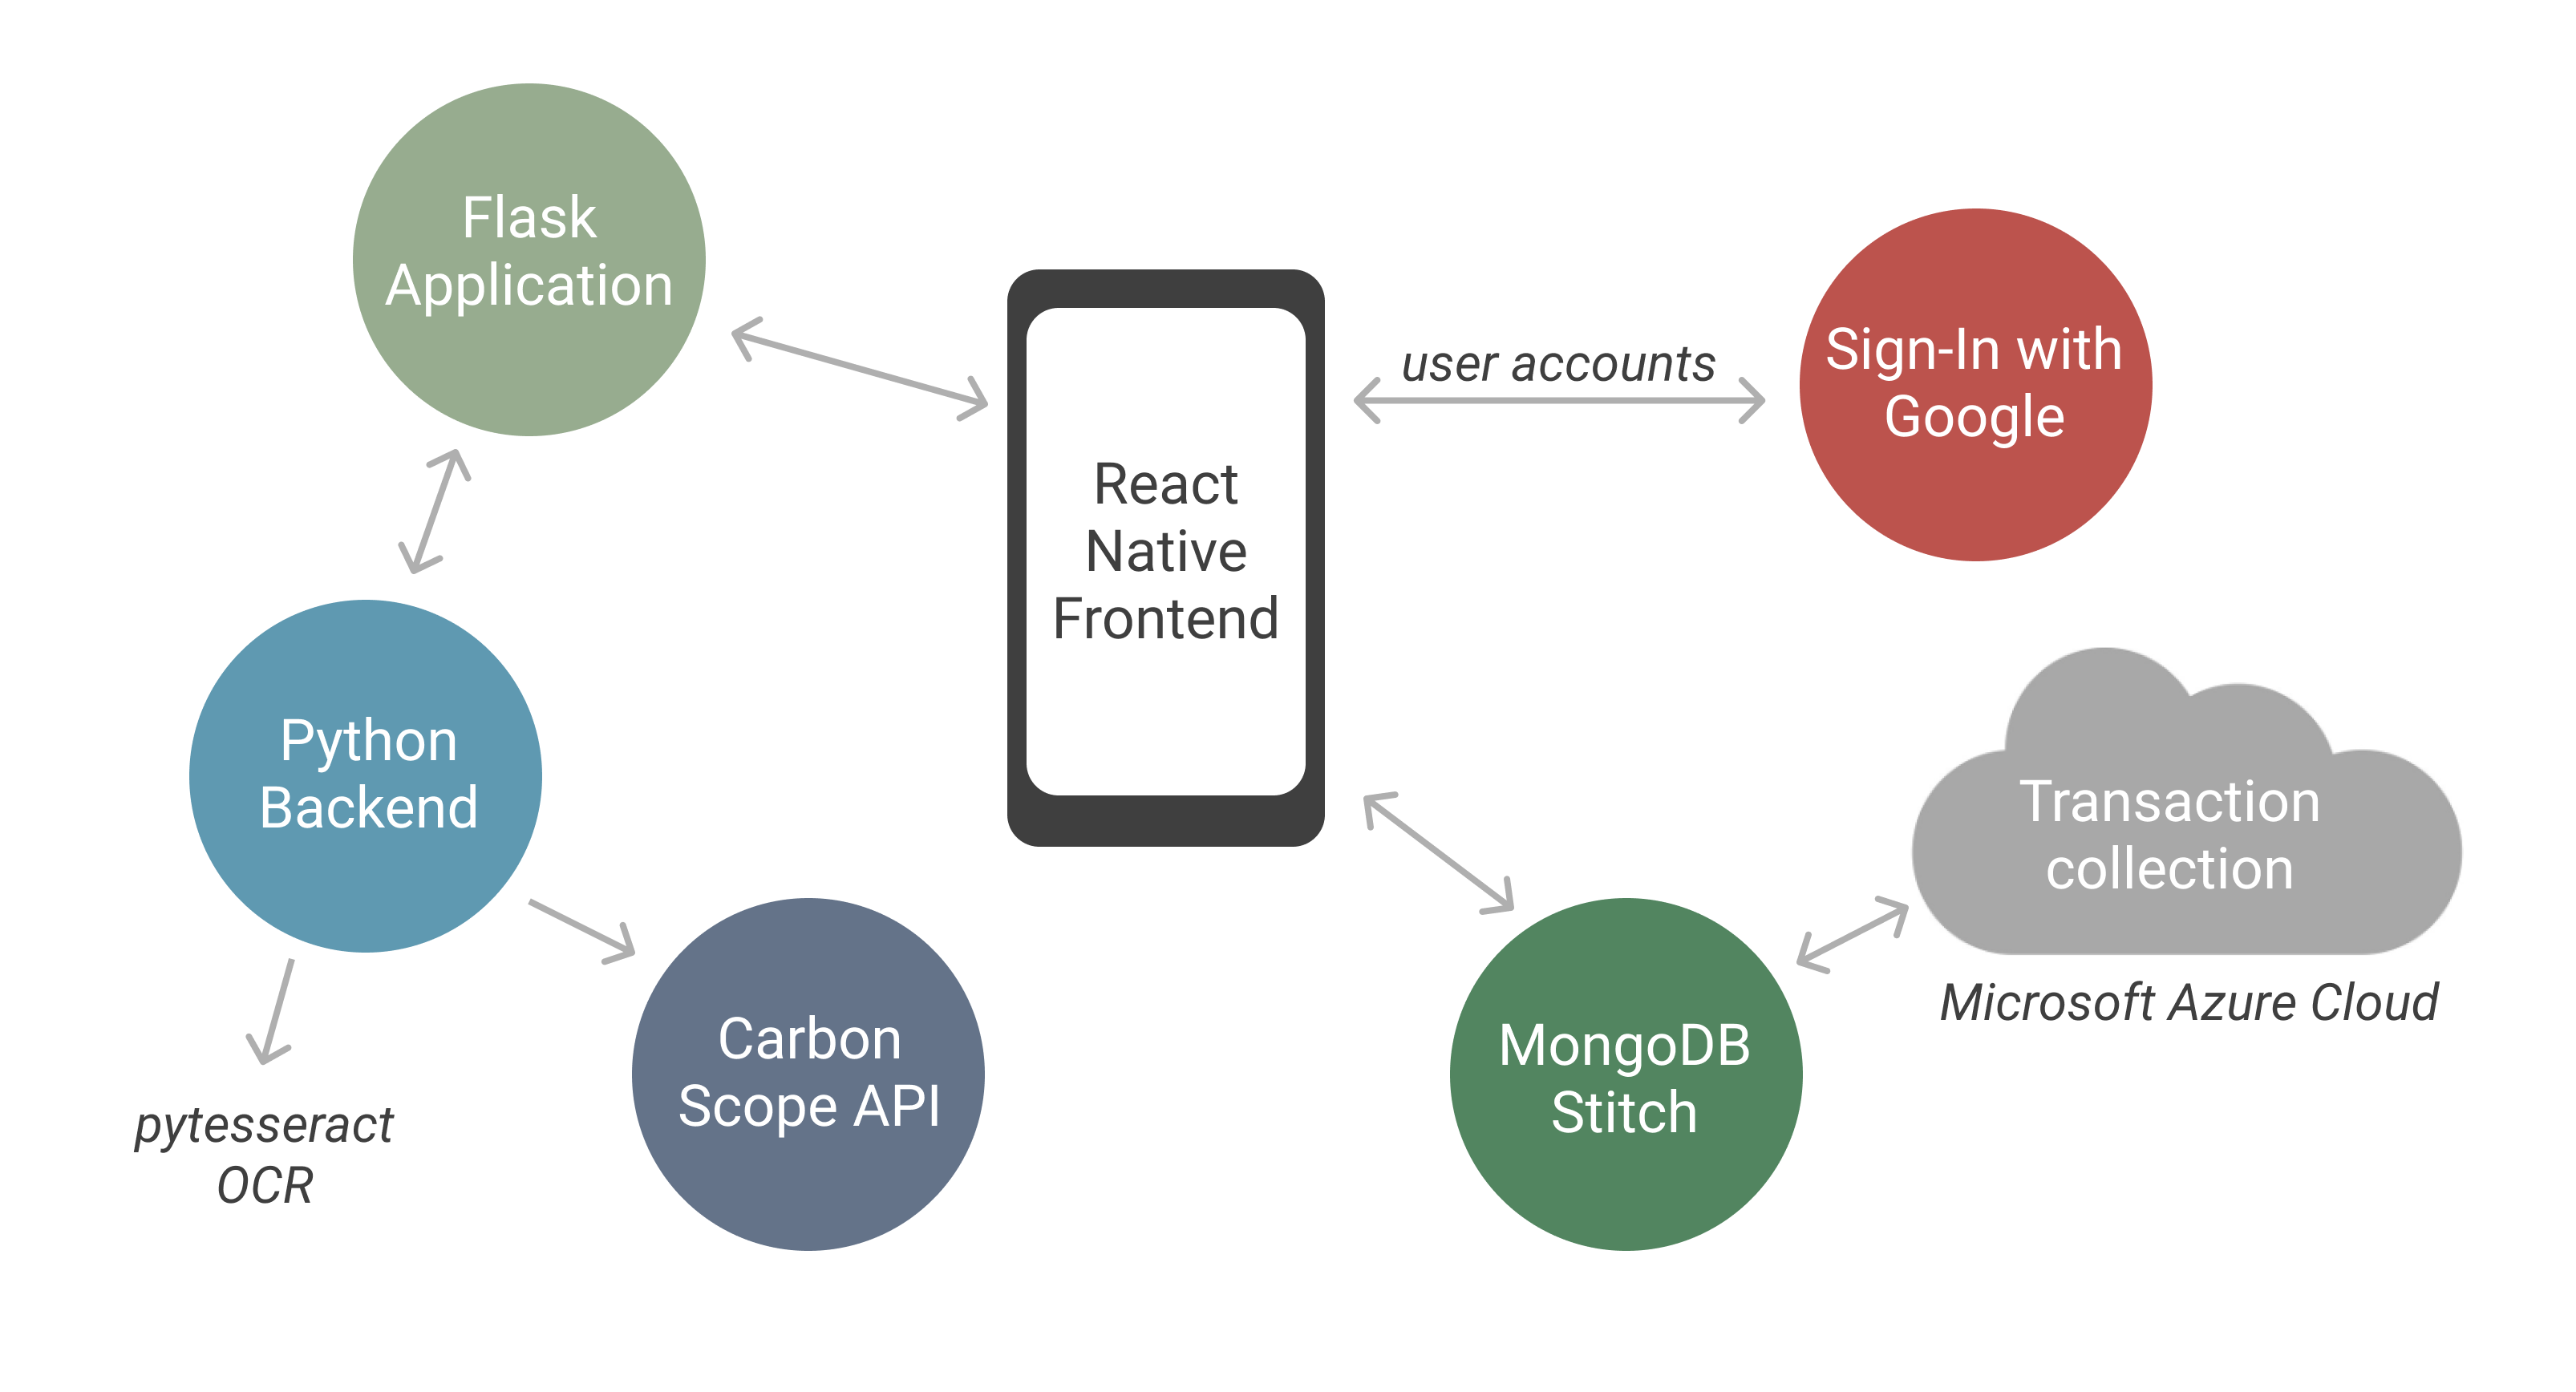 Flask
Application
user accounts
Sign-In with
Google
React
Native
Frontend
Python
Backend
Transaction
collection
Microsoft Azure Cloud
Carbon
Scope API
MongoDB
Stitch
pytesseract
OCR